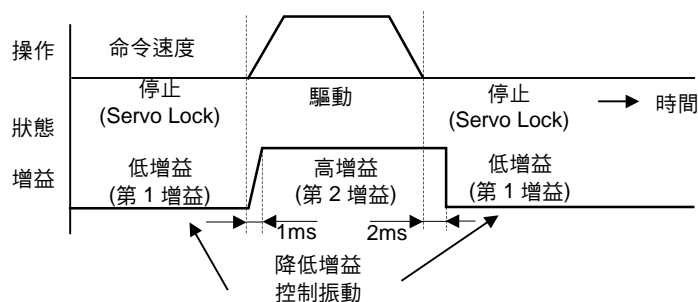 操作
命令速度
停止
(Servo Lock)
驅動
停止
(Servo Lock)
時間
狀態
增益
低增益
(第 1 增益)
高增益
(第 2 增益)
低增益
(第 1 增益)
1ms
2ms
降低增益
控制振動